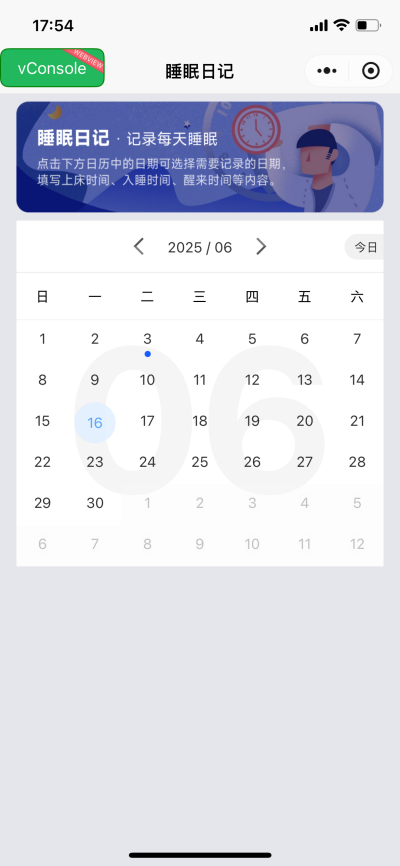 17:54
vConsole
WEBVIEW
睡眠日记
睡眠日记 · 记录每天睡眠
点击下方日历中的日期可选择需要记录的日期，
填写上床时间、入睡时间、醒来时间等内容。
2025 / 06
今日
日 一 二 三 四 五 六
06
1 2 3 4 5 6 7
8 9 10 11 12 13 14
15 16 17 18 19 20 21
22 23 24 25 26 27 28
29 30 1 2 3 4 5
6 7 8 9 10 11 12